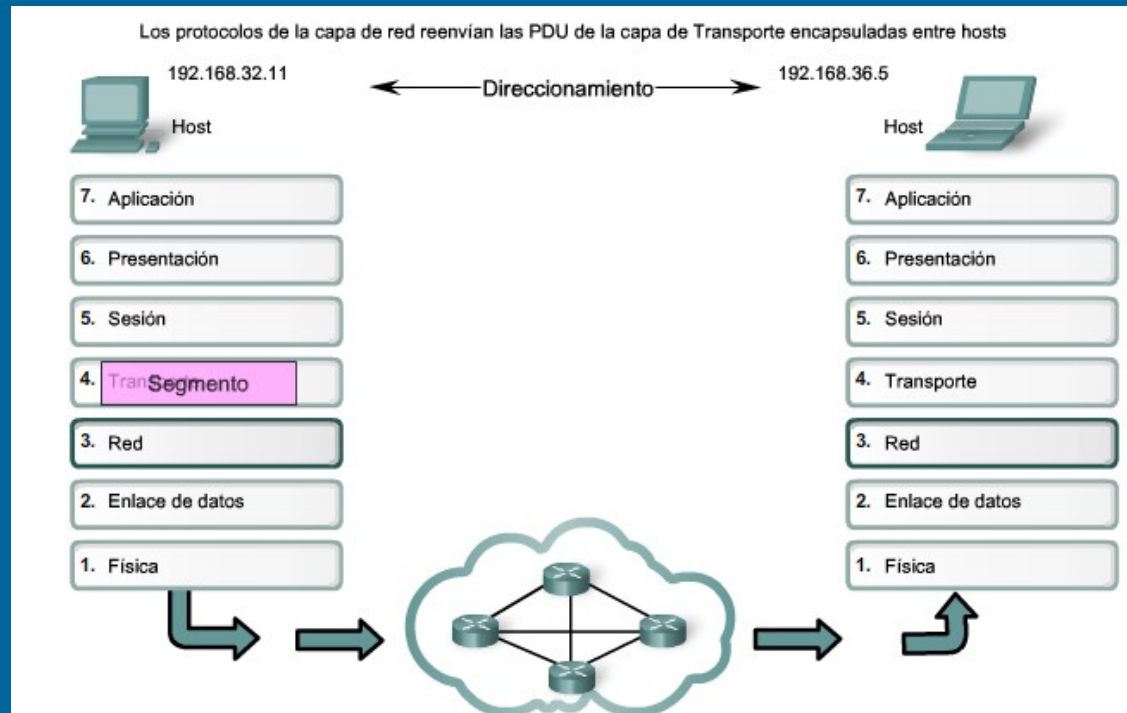 Los protocolos de la capa de red reenvían las PDU de la capa de Transporte encapsuladas entre hosts
192.168.32.11
Direccionamiento
192.168.36.5
Host
Host
7. Aplicación
6. Presentación
5. Sesión
4. Transporte
Segmento
3. Red
2. Enlace de datos
1. Física
7. Aplicación
6. Presentación
5. Sesión
4. Transporte
3. Red
2. Enlace de datos
1. Física